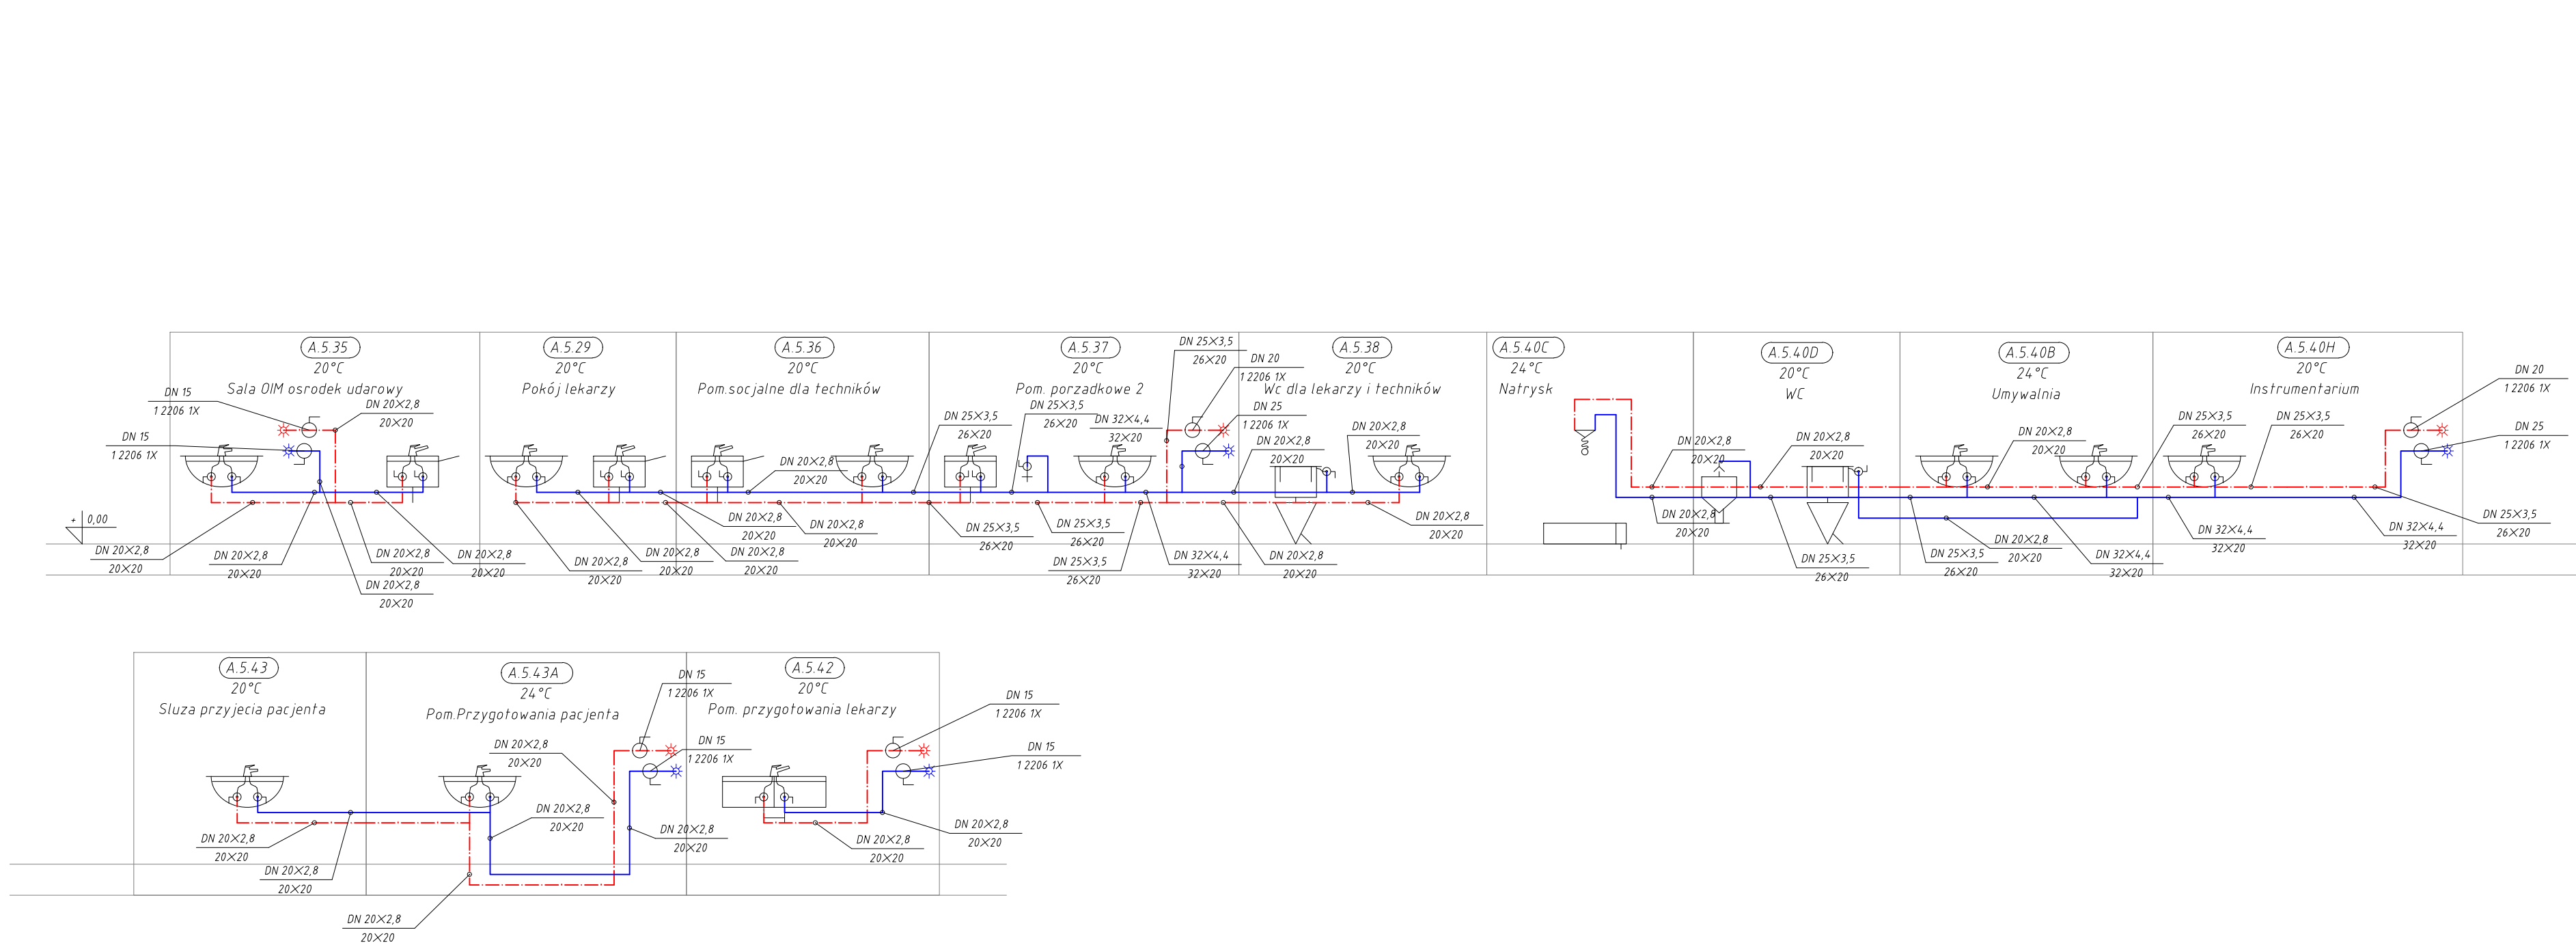 A.5.35
20°C
Sala OIM osrodek udarowy
DN 15
1 2206 1X
DN 15
1 2206 1X
DN 20×2,8
20×20
+ 0,00
DN 20×2,8
20×20
DN 20×2,8
20×20
DN 20×2,8
20×20
DN 20×2,8
20×20
DN 20×2,8
20×20
A.5.29
20°C
Pokój lekarzy
DN 20×2,8
20×20
DN 20×2,8
20×20
A.5.36
20°C
Pom.socjalne dla techników
DN 20×2,8
20×20
DN 20×2,8
20×20
DN 20×2,8
20×20
DN 20×2,8
20×20
A.5.37
20°C
Pom. porzadkowe 2
DN 25×3,5
26×20
DN 25×3,5
26×20
DN 32×4,4
32×20
DN 25×3,5
26×20
DN 25×3,5
26×20
DN 25×3,5
26×20
DN 25×3,5
26×20
DN 32×4,4
32×20
DN 20
1 2206 1X
DN 25
1 2206 1X
A.5.38
20°C
Wc dla lekarzy i techników
DN 20×2,8
20×20
DN 20×2,8
20×20
DN 20×2,8
20×20
DN 20×2,8
20×20
A.5.40C
24°C
Natrysk
DN 20×2,8
20×20
DN 20×2,8
20×20
A.5.40D
20°C
WC
DN 20×2,8
20×20
DN 25×3,5
26×20
A.5.40B
24°C
Umywalnia
DN 20×2,8
20×20
DN 25×3,5
26×20
DN 20×2,8
20×20
DN 32×4,4
32×20
A.5.40H
20°C
Instrumentarium
DN 25×3,5
26×20
DN 25×3,5
26×20
DN 32×4,4
32×20
DN 32×4,4
32×20
DN 20
1 2206 1X
DN 25
1 2206 1X
DN 25×3,5
26×20
A.5.43
20°C
Sluza przyjecia pacjenta
DN 20×2,8
20×20
DN 20×2,8
20×20
A.5.43A
24°C
Pom.Przygotowania pacjenta
DN 20×2,8
20×20
DN 20×2,8
20×20
DN 20×2,8
20×20
DN 20×2,8
20×20
DN 15
1 2206 1X
DN 15
1 2206 1X
A.5.42
20°C
Pom. przygotowania lekarzy
DN 15
1 2206 1X
DN 15
1 2206 1X
DN 20×2,8
20×20
DN 20×2,8
20×20